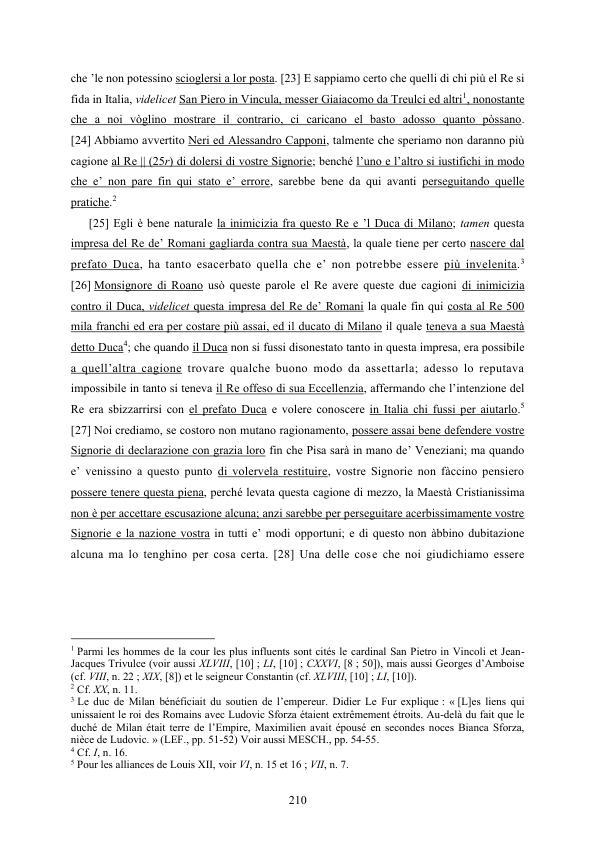 che ’le non potessino scioglersi a lor posta. [23] E sappiamo certo che quelli di chi più el Re si
fida in Italia, videlicet San Piero in Vincula, messer Giaiacomo da Treulci ed altri1, nonostante
che a noi vòglino mostrare il contrario, ci caricano el basto adosso quanto pòssano.
[24] Abbiamo avvertito Neri ed Alessandro Capponi, talmente che speriamo non daranno più
cagione al Re || (25r) di dolersi di vostre Signorie; benché l’uno e l’altro si iustifichi in modo
che e’ non pare fin qui stato e’ errore, sarebbe bene da qui avanti perseguitando quelle
pratiche.2
[25] Egli è bene naturale la inimicizia fra questo Re e ’l Duca di Milano; tamen questa
impresa del Re de’ Romani gagliarda contra sua Maestà, la quale tiene per certo nascere dal
prefato Duca, ha tanto esacerbato quella che e’ non potrebbe essere più invelenita.3
[26] Monsignore di Roano usò queste parole el Re avere queste due cagioni di inimicizia
contro il Duca, videlicet questa impresa del Re de’ Romani la quale fin qui costa al Re 500
mila franchi ed era per costare più assai, ed il ducato di Milano il quale teneva a sua Maestà
detto Duca4; che quando il Duca non si fussi disonestato tanto in questa impresa, era possibile
a quell’altra cagione trovare qualche buono modo da assettarla; adesso lo reputava
impossibile in tanto si teneva il Re offeso di sua Eccellenzia, affermando che l’intenzione del
Re era sbizzarrirsi con el prefato Duca e volere conoscere in Italia chi fussi per aiutarlo.5
[27] Noi crediamo, se costoro non mutano ragionamento, possere assai bene defendere vostre
Signorie di declarazione con grazia loro fin che Pisa sarà in mano de’ Veneziani; ma quando
e’ venissino a questo punto di volervela restituire, vostre Signorie non fàccino pensiero
possere tenere questa piena, perché levata questa cagione di mezzo, la Maestà Cristianissima
non è per accettare escusazione alcuna; anzi sarebbe per perseguitare acerbissimamente vostre
Signorie e la nazione vostra in tutti e’ modi opportuni; e di questo non àbbino dubitazione
alcuna ma lo tenghino per cosa certa. [28] Una delle cose che noi giudichiamo essere
1 Parmi les hommes de la cour les plus influents sont cités le cardinal San Pietro in Vincoli et Jean-
Jacques Trivulce (voir aussi XLVIII, [10] ; LI, [10] ; CXXVI, [8 ; 50]), mais aussi Georges d’Amboise
(cf. VIII, n. 22 ; XIX, [8]) et le seigneur Constantin (cf. XLVIII, [10] ; LI, [10]).
2 Cf. XX, n. 11.
3 Le duc de Milan bénéficiait du soutien de l’empereur. Didier Le Fur explique : « [L]es liens qui
unissaient le roi des Romains avec Ludovic Sforza étaient extrêmement étroits. Au-delà du fait que le
duché de Milan était terre de l’Empire, Maximilien avait épousé en secondes noces Bianca Sforza,
nièce de Ludovic. » (LEF., pp. 51-52) Voir aussi MESCH., pp. 54-55.
4 Cf. I, n. 16.
5 Pour les alliances de Louis XII, voir VI, n. 15 et 16 ; VII, n. 7.
210